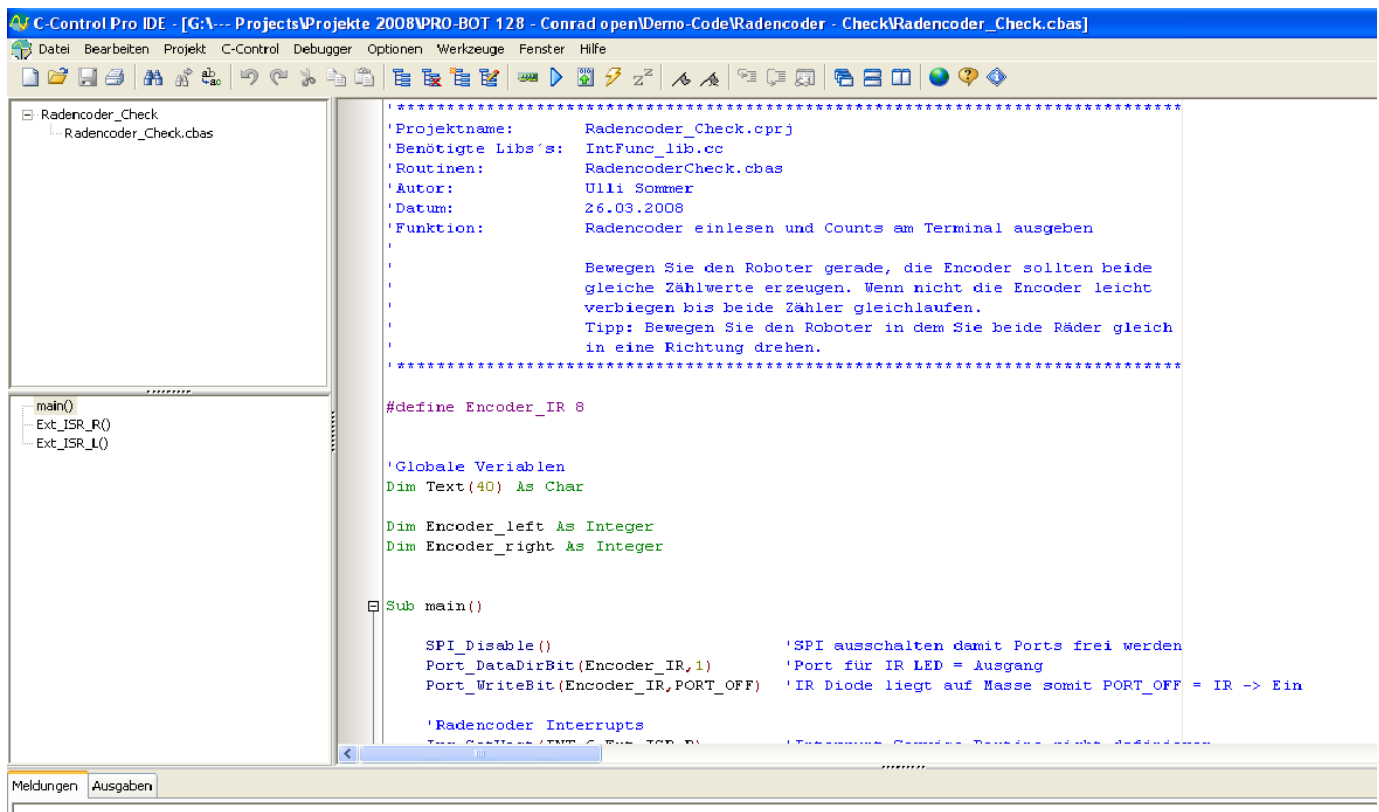 C-Control Pro IDE - [G:\--- Projects\Projekte 2008\PRO-BOT 128 - Conrad open\Demo-Code\Radencoder - Check\Radencoder_Check.cbas]
Datei Bearbeiten Projekt C-Control Debugger Optionen Werkzeuge Fenster Hilfe
Radencoder_Check
Radencoder_Check.cbas
main()
Ext_ISR_R()
Ext_ISR_L()
'*******************************************************************************
'Projektname: Radencoder_Check.cprj
'Benötigte Libs´s: IntFunc_lib.cc
'Routinen: RadencoderCheck.cbas
'Autor: Ulli Sommer
'Datum: 26.03.2008
'Funktion: Radencoder einlesen und Counts am Terminal ausgeben
'
' Bewegen Sie den Roboter gerade, die Encoder sollten beide
' gleiche Zählwerte erzeugen. Wenn nicht die Encoder leicht
' verbiegen bis beide Zähler gleichlaufen.
' Tipp: Bewegen Sie den Roboter in dem Sie beide Räder gleich
' in eine Richtung drehen.
'*******************************************************************************
#define Encoder_IR 8
'Globale Veriablen
Dim Text(40) As Char
Dim Encoder_left As Integer
Dim Encoder_right As Integer
Sub main()
SPI_Disable() 'SPI ausschalten damit Ports frei werden
Port_DataDirBit(Encoder_IR,1) 'Port für IR LED = Ausgang
Port_WriteBit(Encoder_IR,PORT_OFF) 'IR Diode liegt auf Masse somit PORT_OFF = IR -> Ein
'Radencoder Interrupts
Meldungen Ausgaben